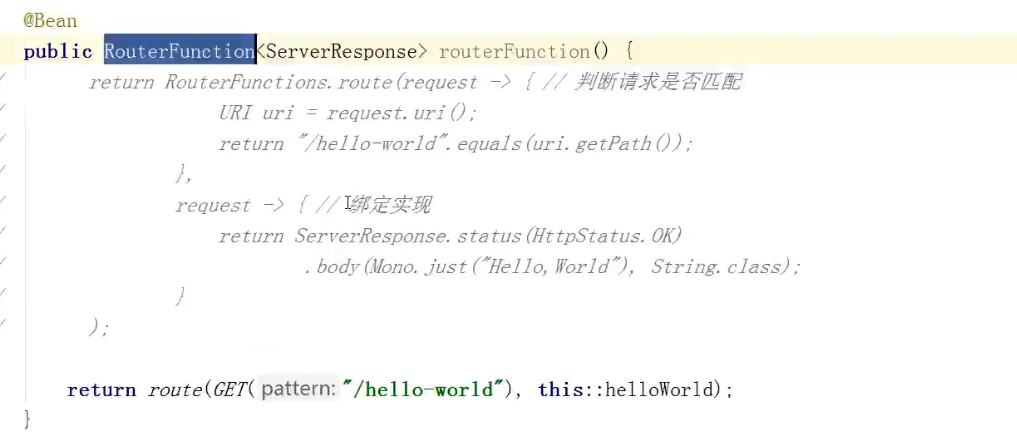 @Bean
public RouterFunction<ServerResponse> routerFunction() {
/ return RouterFunctions.route(request -> { // 判断请求是否匹配
/ URI uri = request.uri();
/ return "/hello-world".equals(uri.getPath());
/ },
/ request -> { // 绑定实现
/ return ServerResponse.status(HttpStatus.OK)
/ .body(Mono.just("Hello,World"), String.class);
/ }
/ );
return route(GET( pattern: "/hello-world"), this::helloWorld);
}